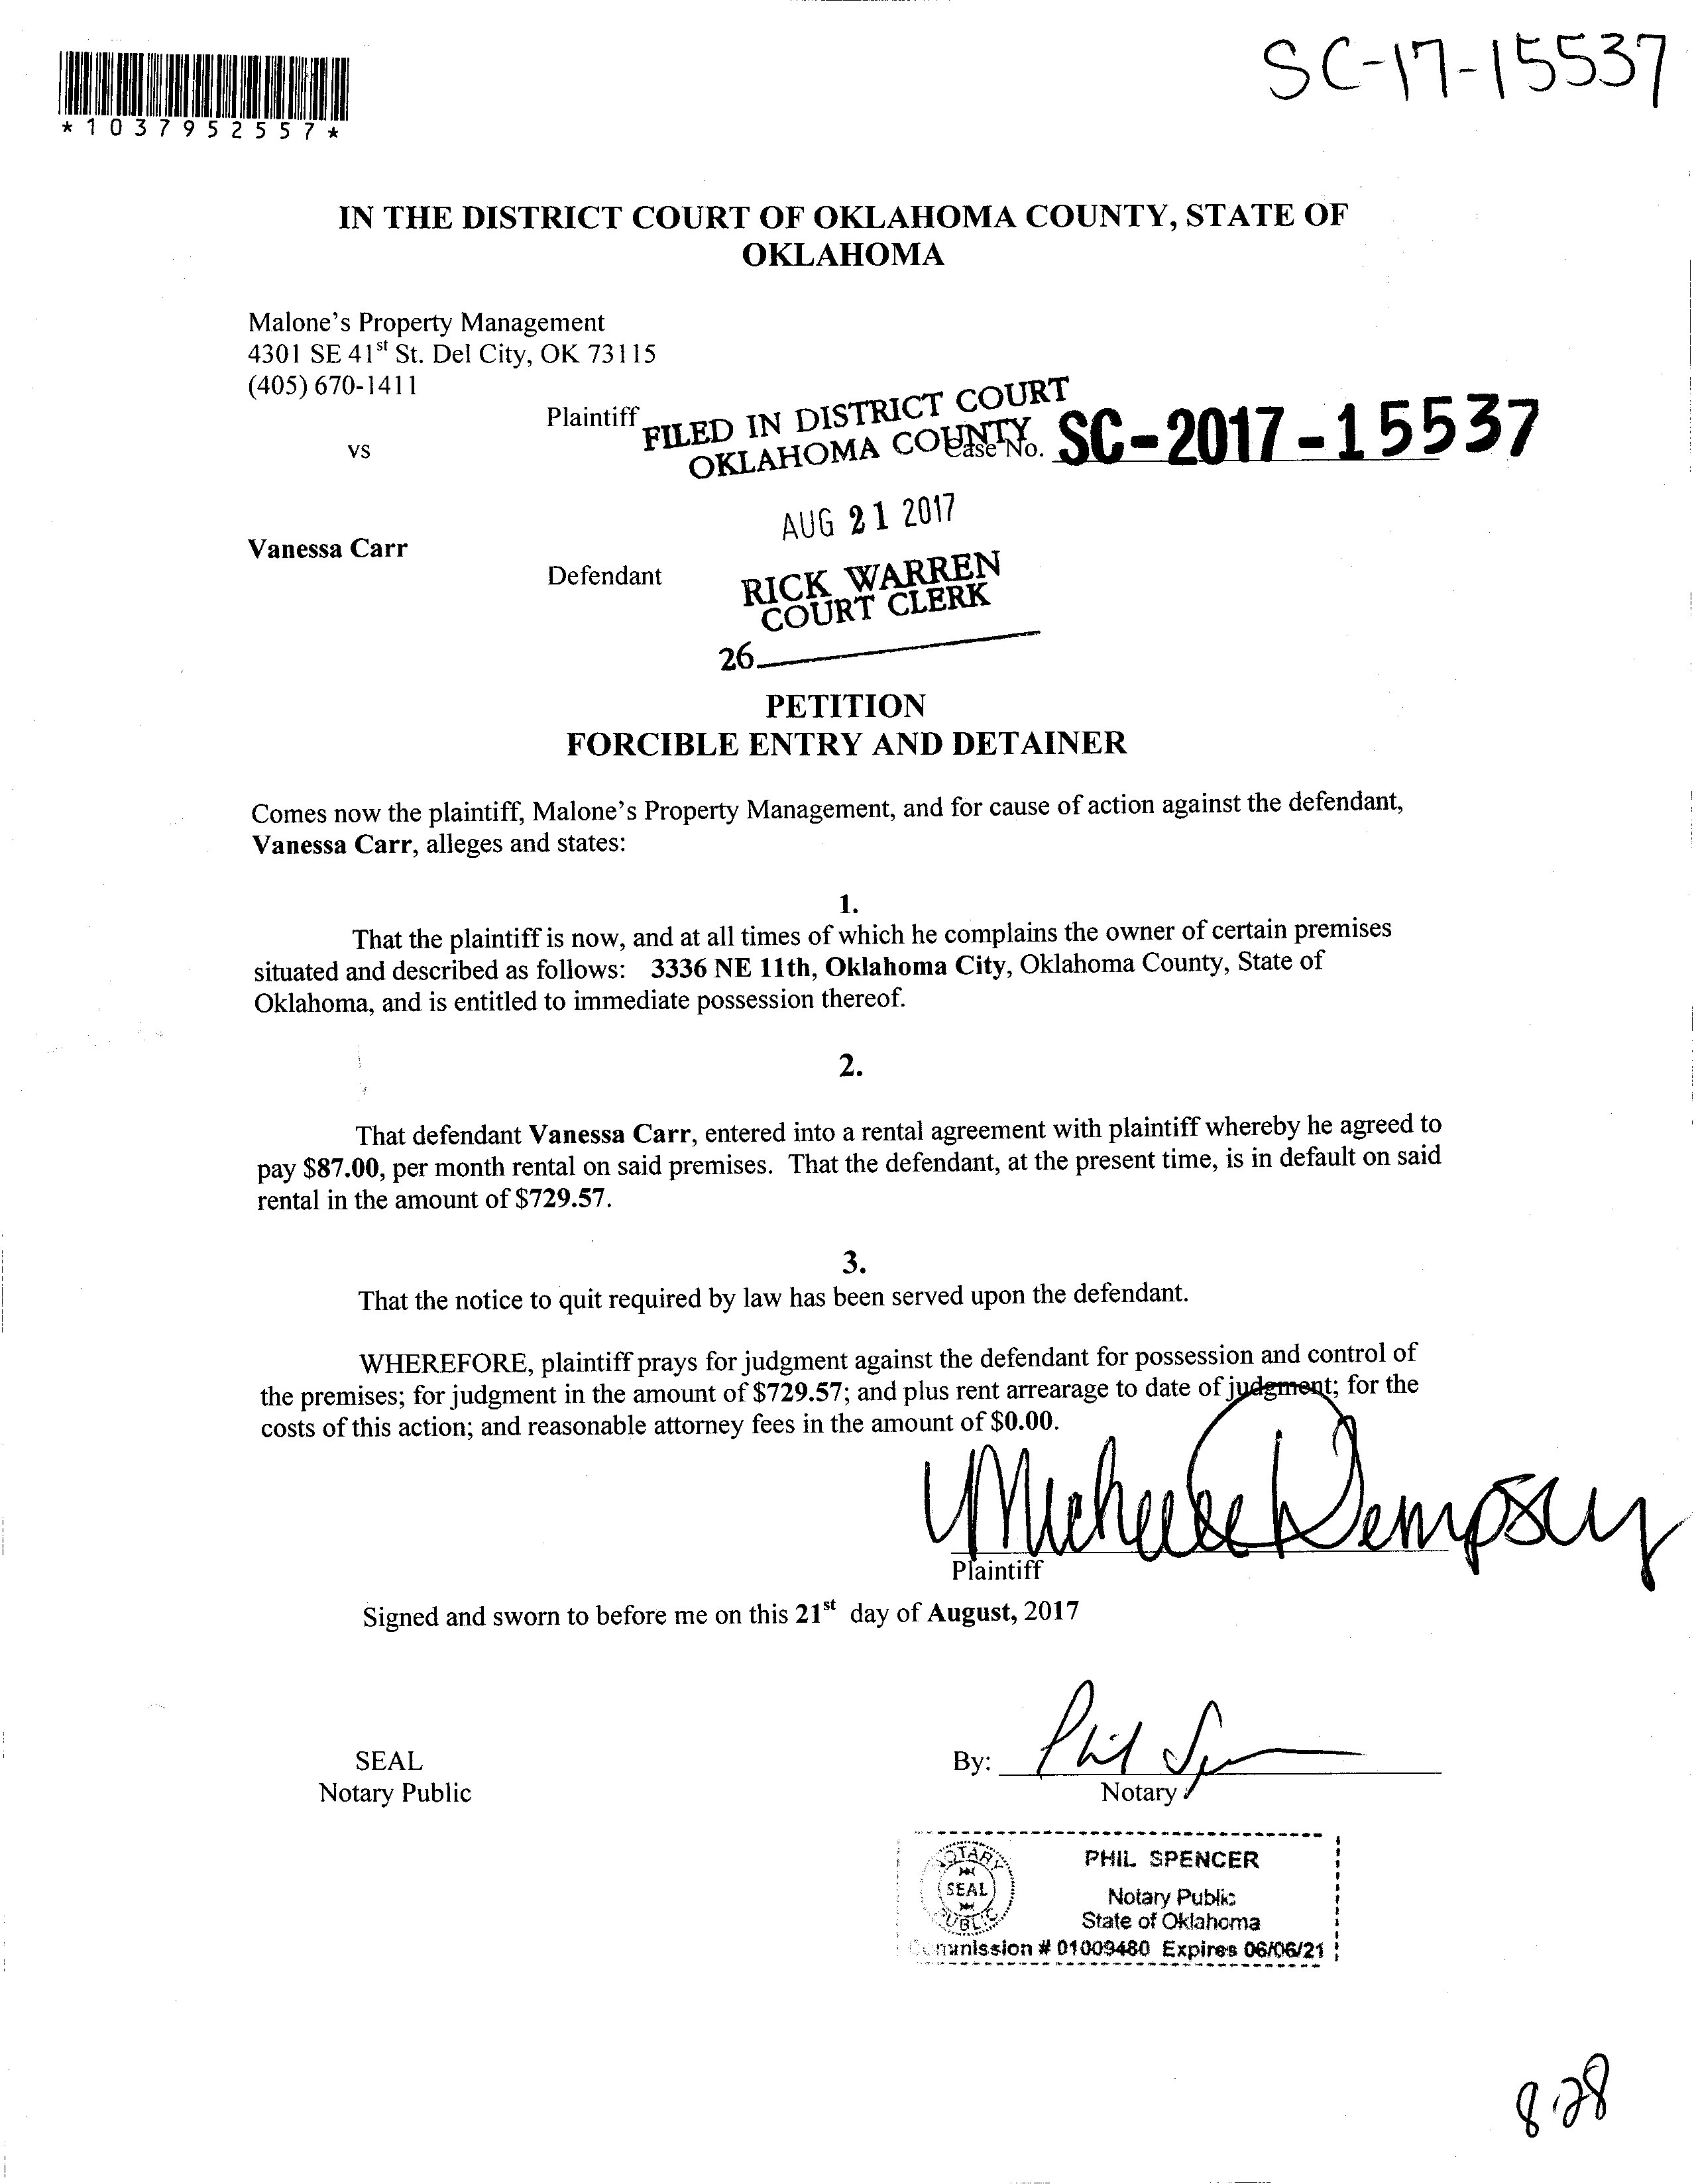 SC-17-15537
*1037952557*
IN THE DISTRICT COURT OF OKLAHOMA COUNTY, STATE OF
OKLAHOMA
Malone's Property Management
4301 SE 41st St. Del City, OK 73115
(405) 670-1411
Plaintiff
vs
FILED IN DISTRICT COURT
OKLAHOMA COUNTY
Case No. SC-2017-15537
AUG 21 2017
Vanessa Carr
Defendant
RICK WARREN
COURT CLERK
26
PETITION
FORCIBLE ENTRY AND DETAINER
Comes now the plaintiff, Malone's Property Management, and for cause of action against the defendant,
Vanessa Carr, alleges and states:
1.
That the plaintiff is now, and at all times of which he complains the owner of certain premises
situated and described as follows: 3336 NE 11th, Oklahoma City, Oklahoma County, State of
Oklahoma, and is entitled to immediate possession thereof.
2.
That defendant Vanessa Carr, entered into a rental agreement with plaintiff whereby he agreed to
pay $87.00, per month rental on said premises. That the defendant, at the present time, is in default on said
rental in the amount of $729.57.
3.
That the notice to quit required by law has been served upon the defendant.
WHEREFORE, plaintiff prays for judgment against the defendant for possession and control of
the premises; for judgment in the amount of $729.57; and plus rent arrearage to date of judgment; for the
costs of this action; and reasonable attorney fees in the amount of $0.00.
Michelle Dempsey
Plaintiff
Signed and sworn to before me on this 21st day of August, 2017
SEAL
Notary Public
By: Phil Spencer
Notary
NOTARY
SEAL
PUBLIC
PHIL SPENCER
Notary Public
State of Oklahoma
Commission # 01009480 Expires 06/06/21
8-28